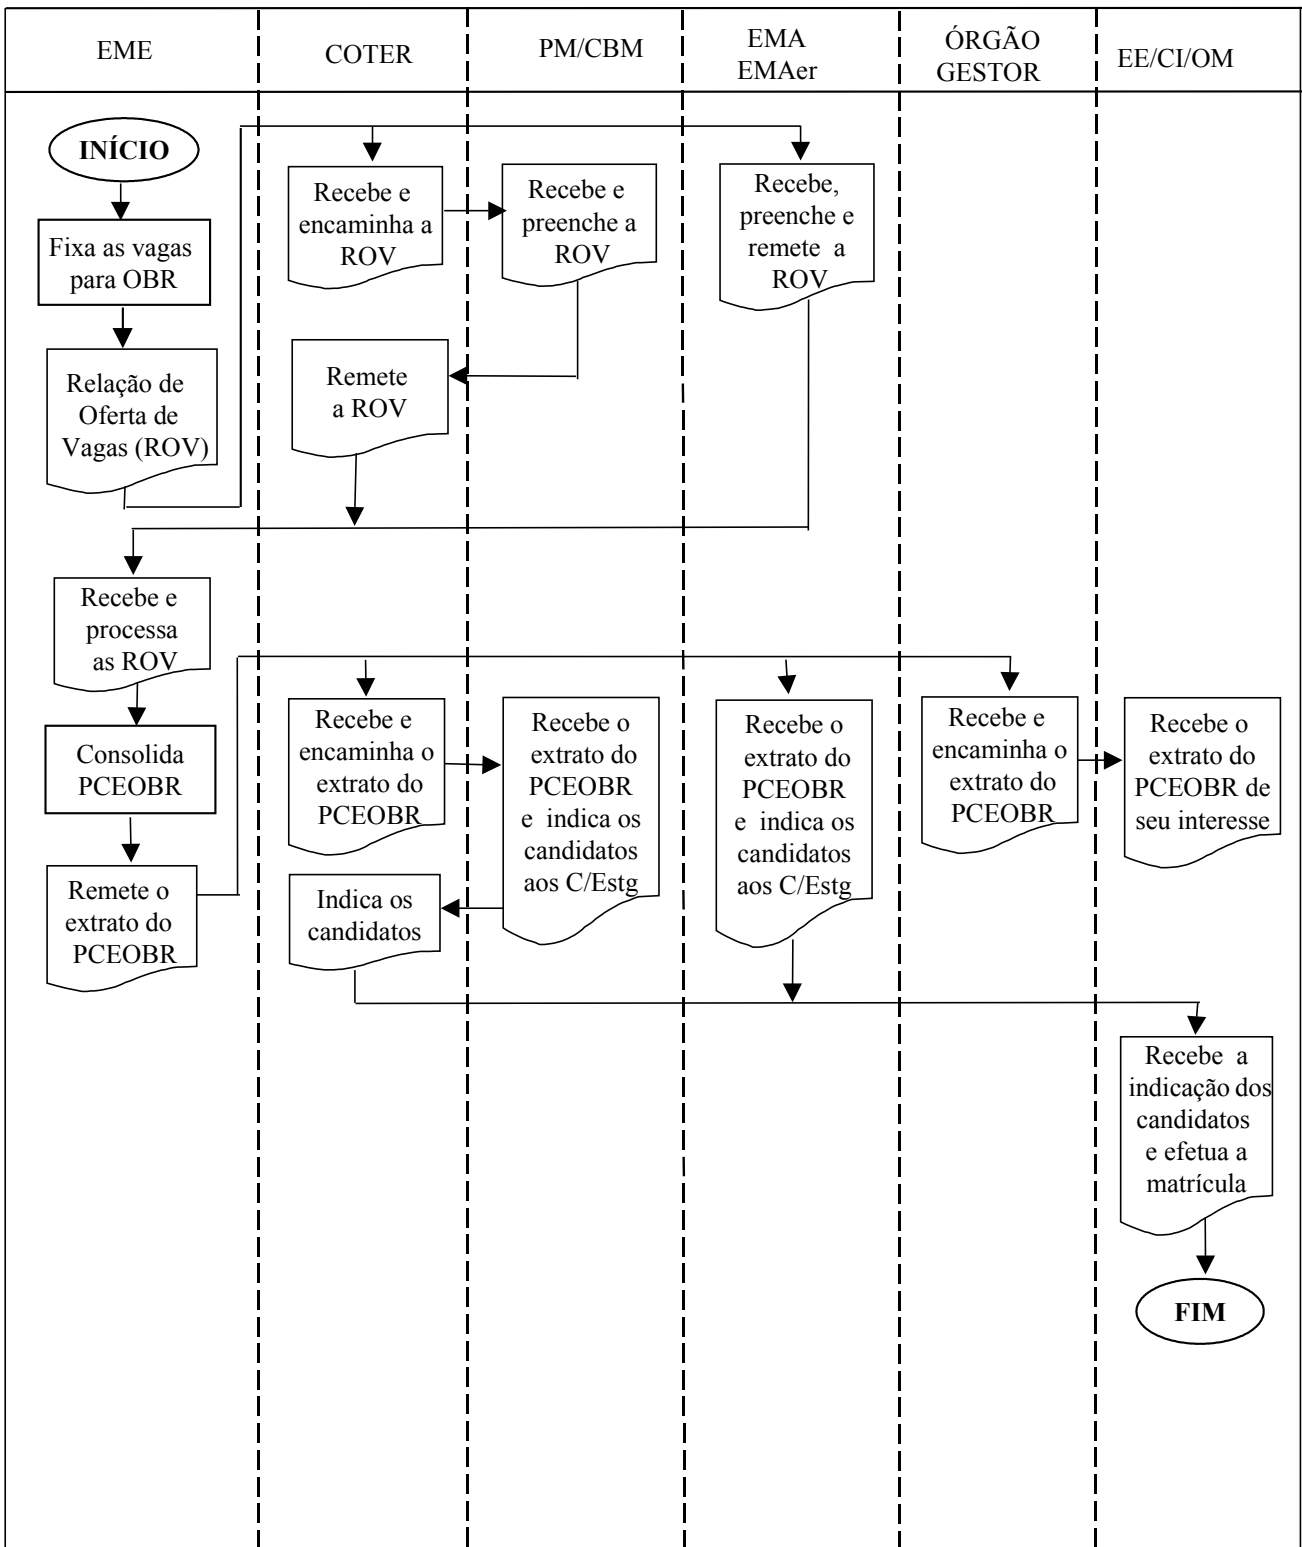 EME
COTER
PM/CBM
EMA
EMAer
ÓRGÃO
GESTOR
EE/CI/OM
INÍCIO
Fixa as vagas
para OBR
Relação de
Oferta de
Vagas (ROV)
Recebe e
encaminha a
ROV
Recebe e
preenche a
ROV
Recebe,
preenche e
remete a
ROV
Remete
a ROV
Recebe e
processa
as ROV
Consolida
PCEOBR
Remete o
extrato do
PCEOBR
Recebe e
encaminha o
extrato do
PCEOBR
Recebe o
extrato do
PCEOBR
e indica os
candidatos
aos C/Estg
Recebe o
extrato do
PCEOBR
e indica os
candidatos
aos C/Estg
Recebe e
encaminha o
extrato do
PCEOBR
Recebe o
extrato do
PCEOBR de
seu interesse
Indica os
candidatos
Recebe a
indicação dos
candidatos
e efetua a
matrícula
FIM